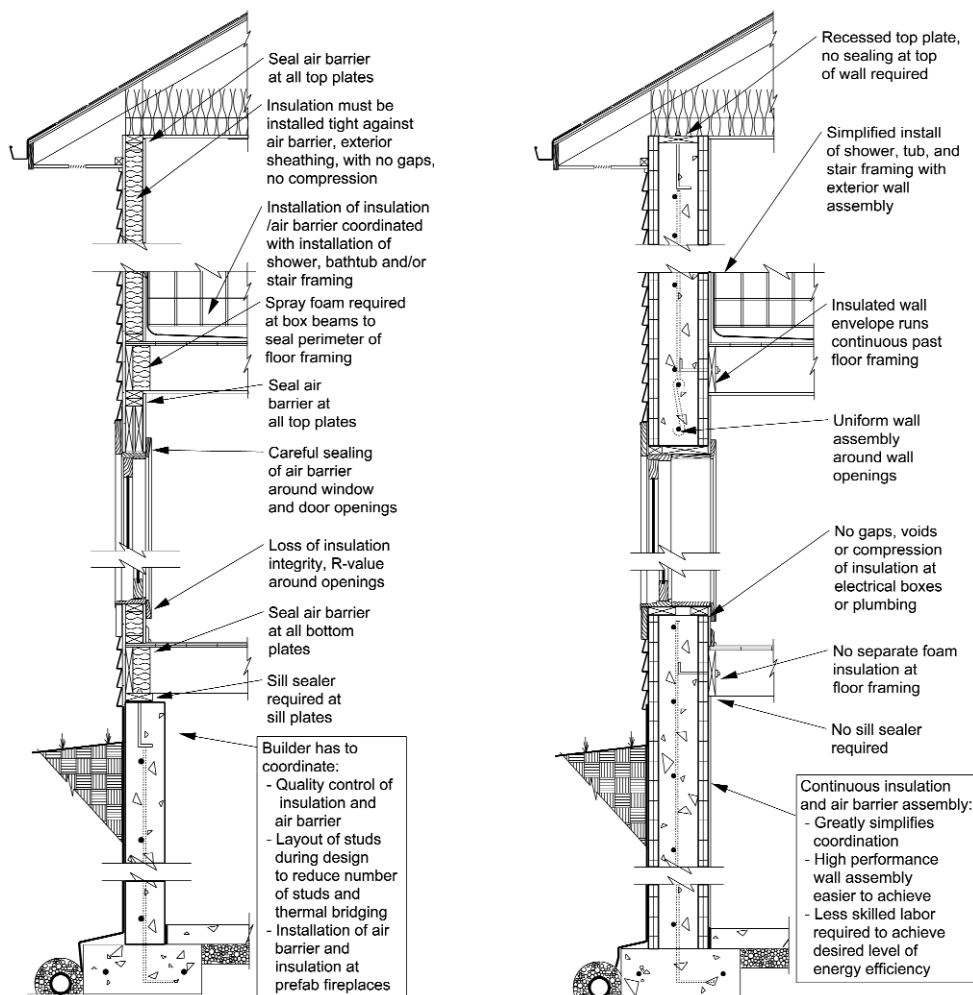 Seal air barrier
at all top plates
Insulation must be
installed tight against
air barrier, exterior
sheathing, with no gaps,
no compression
Installation of insulation
/air barrier coordinated
with installation of
shower, bathtub and/or
stair framing
Spray foam required
at box beams to
seal perimeter of
floor framing
Seal air
barrier at
all top plates
Careful sealing
of air barrier
around window
and door openings
Loss of insulation
integrity, R-value
around openings
Seal air barrier
at all bottom
plates
Sill sealer
required at
sill plates
Builder has to
coordinate:
- Quality control of
insulation and
air barrier
- Layout of studs
during design
to reduce number
of studs and
thermal bridging
- Installation of air
barrier and
insulation at
prefab fireplaces
Recessed top plate,
no sealing at top
of wall required
Simplified install
of shower, tub, and
stair framing with
exterior wall
assembly
Insulated wall
envelope runs
continuous past
floor framing
Uniform wall
assembly
around wall
openings
No gaps, voids
or compression
of insulation at
electrical boxes
or plumbing
No separate foam
insulation at
floor framing
No sill sealer
required
Continuous insulation
and air barrier assembly:
- Greatly simplifies
coordination
- High performance
wall assembly
easier to achieve
- Less skilled labor
required to achieve
desired level of
energy efficiency